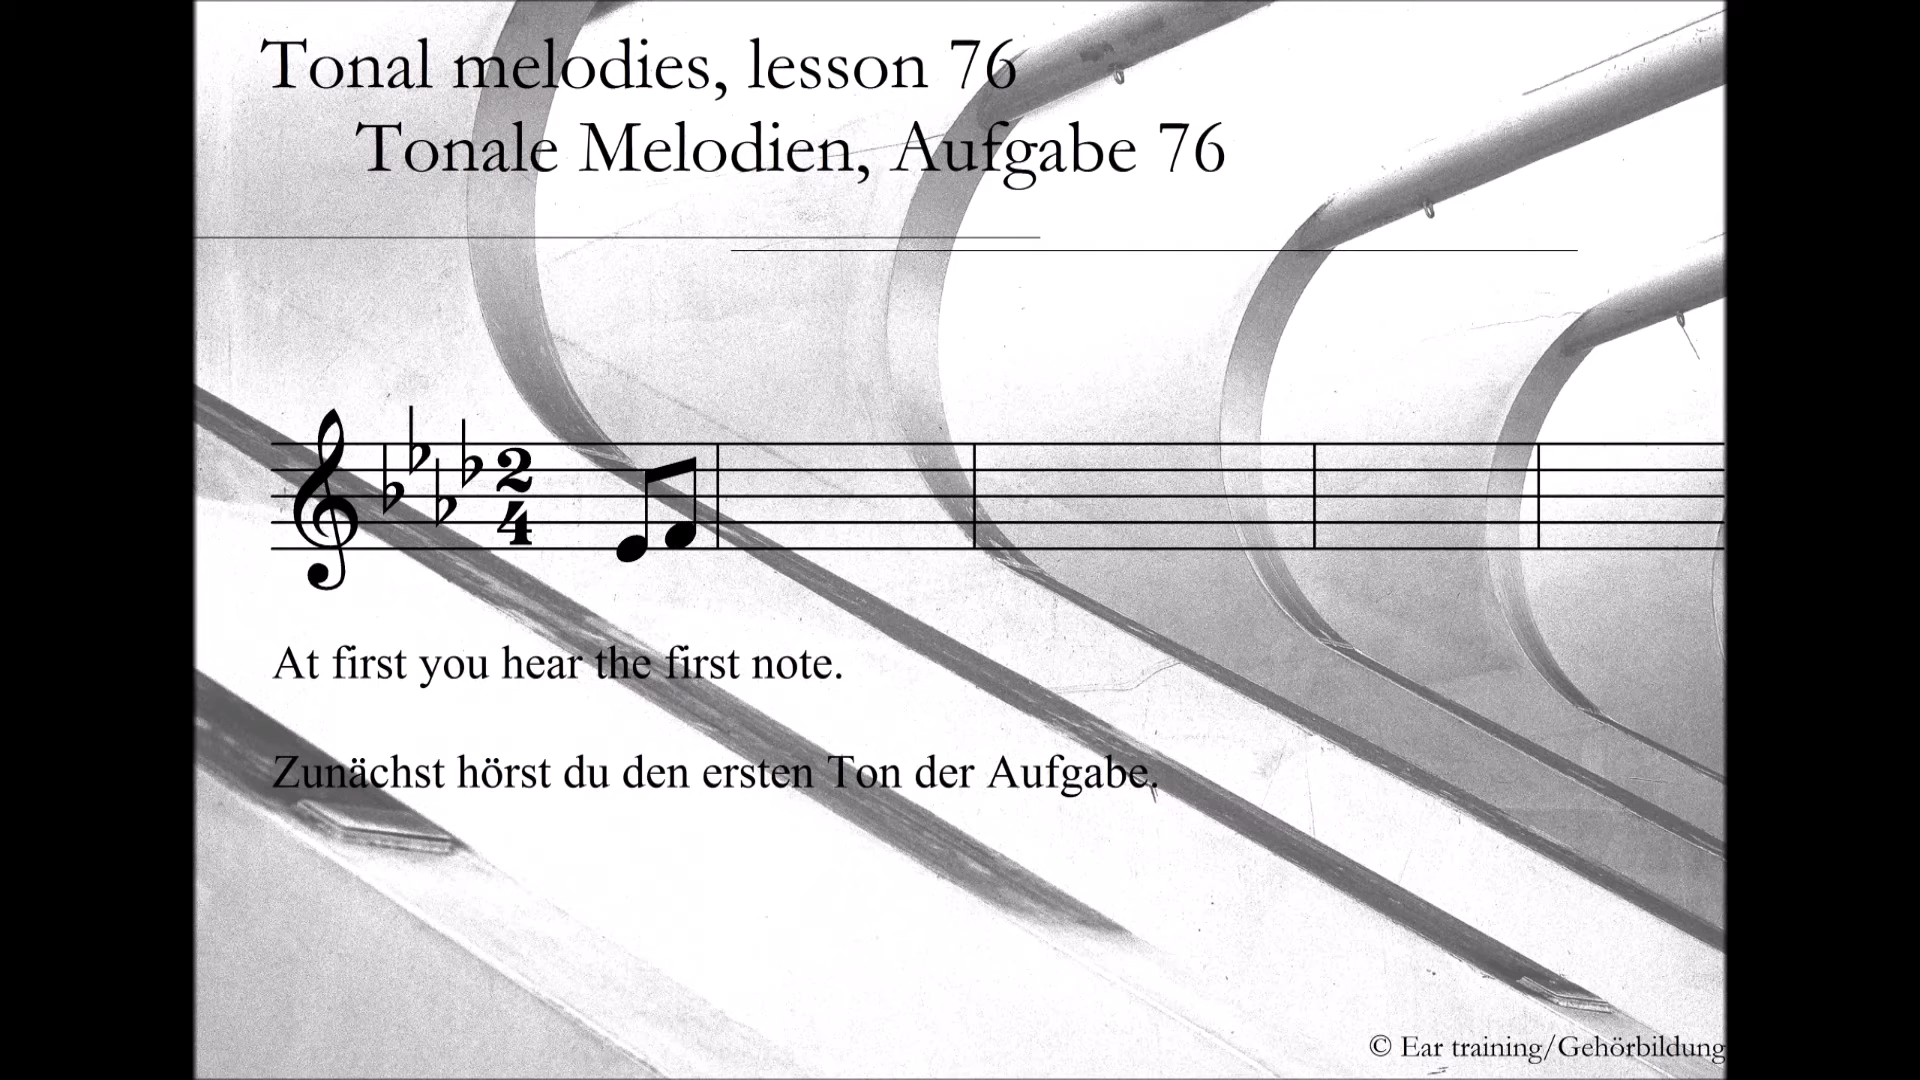 Tonal melodies, lesson 76
Tonale Melodien, Aufgabe 76
2
4
At first you hear the first note.
Zunächst hörst du den ersten Ton der Aufgabe.
© Ear training/Gehörbildung